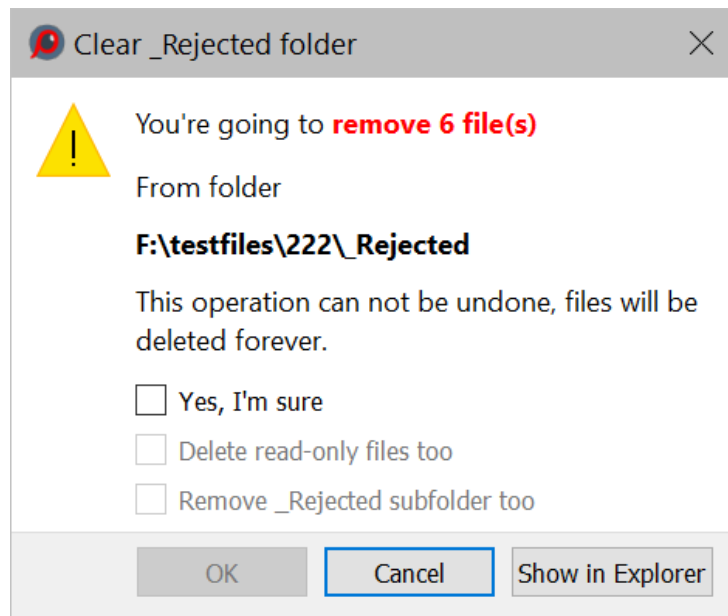 Clear _Rejected folder
You're going to remove 6 file(s)
From folder
F:\testfiles\222\_Rejected
This operation can not be undone, files will be
deleted forever.
Yes, I'm sure
Delete read-only files too
Remove _Rejected subfolder too
OK
Cancel
Show in Explorer